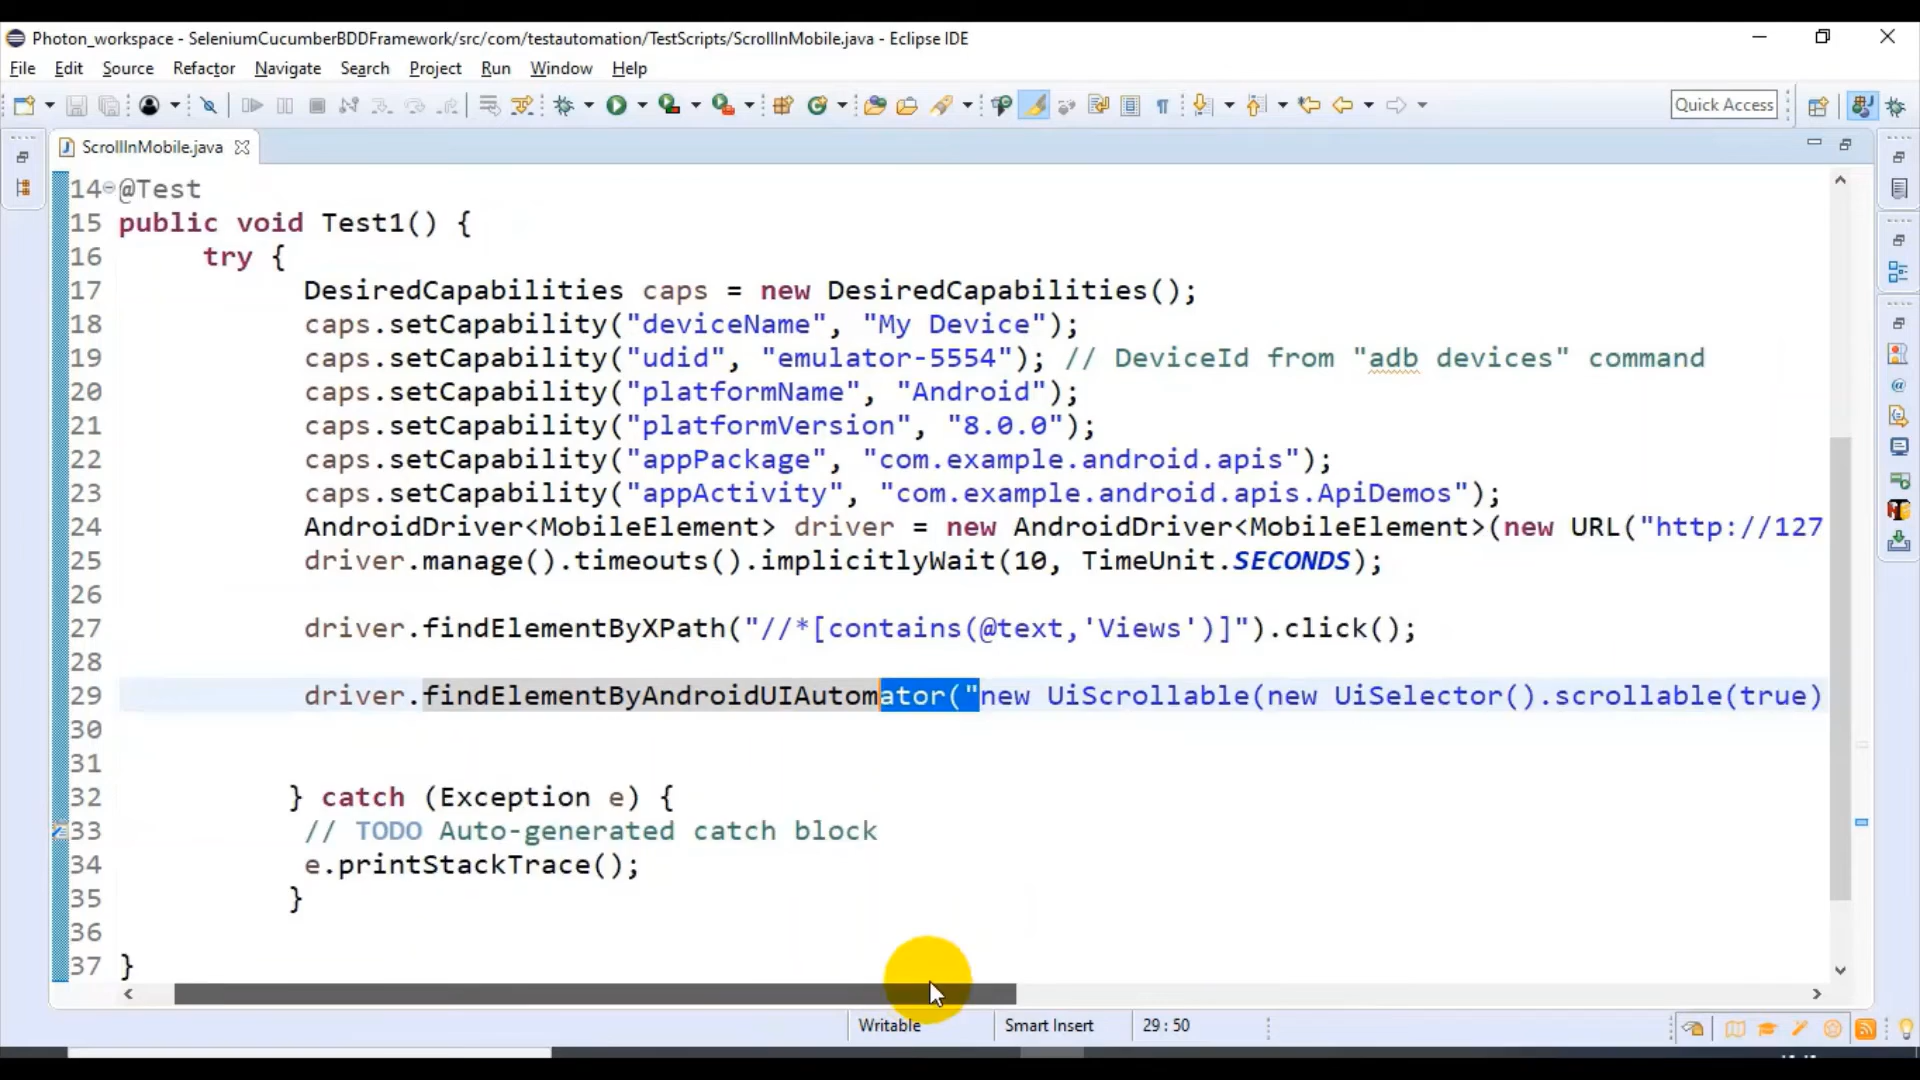 Photon_workspace - SeleniumCucumberBDDFramework/src/com/testautomation/TestScripts/ScrollInMobile.java - Eclipse IDE
File Edit Source Refactor Navigate Search Project Run Window Help
Quick Access
ScrollInMobile.java
14 @Test
15 public void Test1() {
16 try {
17 DesiredCapabilities caps = new DesiredCapabilities();
18 caps.setCapability("deviceName", "My Device");
19 caps.setCapability("udid", "emulator-5554"); // DeviceId from "adb devices" command
20 caps.setCapability("platformName", "Android");
21 caps.setCapability("platformVersion", "8.0.0");
22 caps.setCapability("appPackage", "com.example.android.apis");
23 caps.setCapability("appActivity", "com.example.android.apis.ApiDemos");
24 AndroidDriver<MobileElement> driver = new AndroidDriver<MobileElement>(new URL("http://127
25 driver.manage().timeouts().implicitlyWait(10, TimeUnit.SECONDS);
26
27 driver.findElementByXPath("//*[contains(@text,'Views')]").click();
28
29 driver.findElementByAndroidUIAutomator("new UiScrollable(new UiSelector().scrollable(true)
30
31
32 } catch (Exception e) {
33 // TODO Auto-generated catch block
34 e.printStackTrace();
35 }
36
37 }
Writable Smart Insert 29 : 50